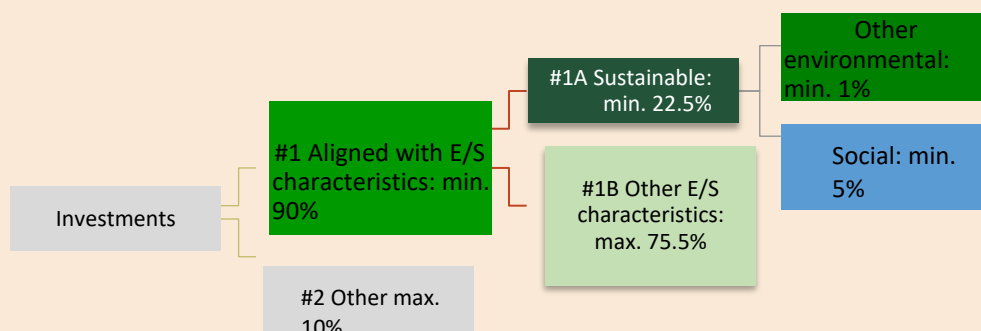 Investments
#1 Aligned with E/S
characteristics: min.
90%
#2 Other max.
10%
#1A Sustainable:
min. 22.5%
#1B Other E/S
characteristics:
max. 75.5%
Other
environmental:
min. 1%
Social: min.
5%